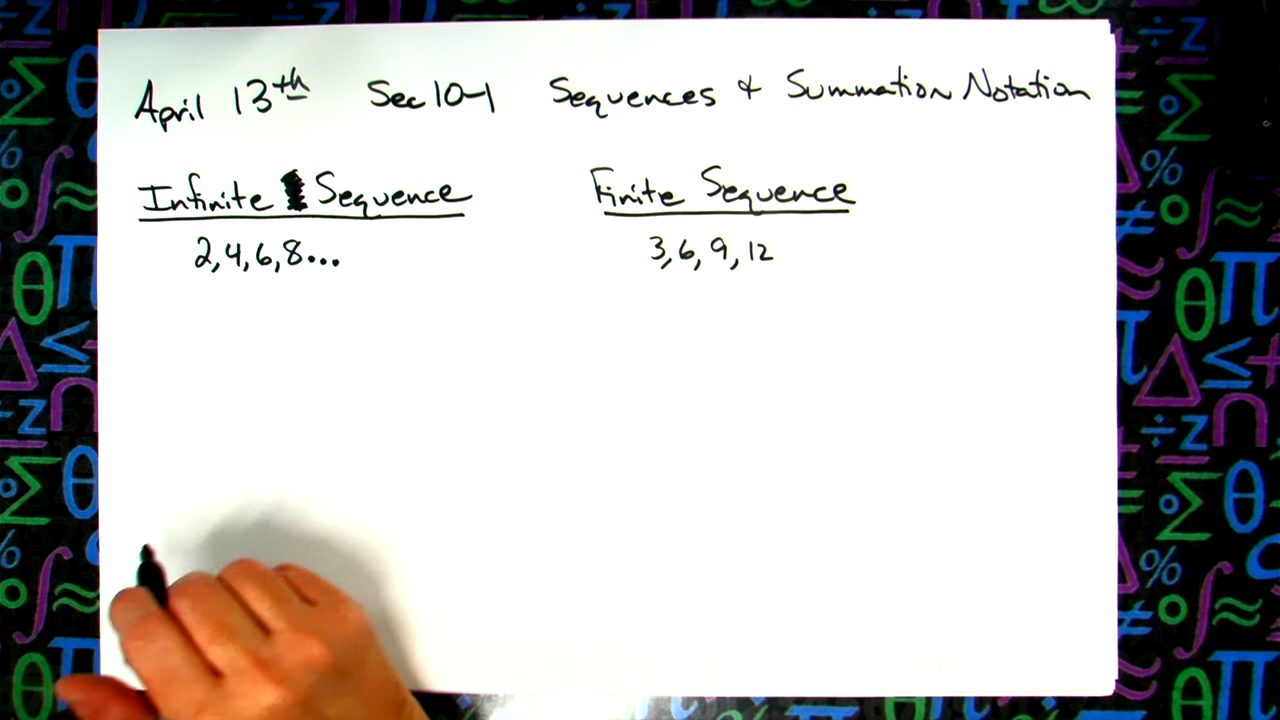 April 13th Sec 10-1 Sequences & Summation Notation
Infinite Sequence Finite Sequence
2,4,6,8... 3,6,9,12